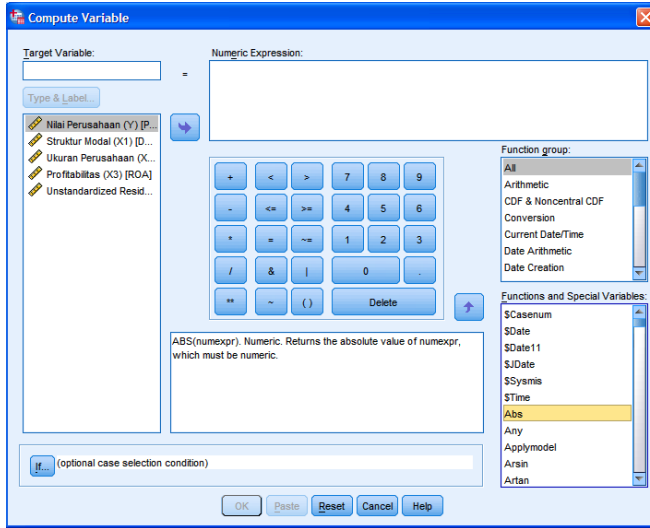 Compute Variable
Target Variable:
=
Type & Label...
Nilai Perusahaan (Y) [P...
Struktur Modal (X1) [D...
Ukuran Perusahaan (X...
Profitabilitas (X3) [ROA]
Unstandardized Resid...
Numeric Expression:
+ < > 7 8 9
- <= >= 4 5 6
* = ~= 1 2 3
/ & | 0 .
** ~ ( ) Delete
ABS(numexpr). Numeric. Returns the absolute value of numexpr,
which must be numeric.
Function group:
All
Arithmetic
CDF & Noncentral CDF
Conversion
Current Date/Time
Date Arithmetic
Date Creation
Functions and Special Variables:
$Casenum
$Date
$Date11
$JDate
$Sysmis
$Time
Abs
Any
Applymodel
Arsin
Artan
If... (optional case selection condition)
OK Paste Reset Cancel Help